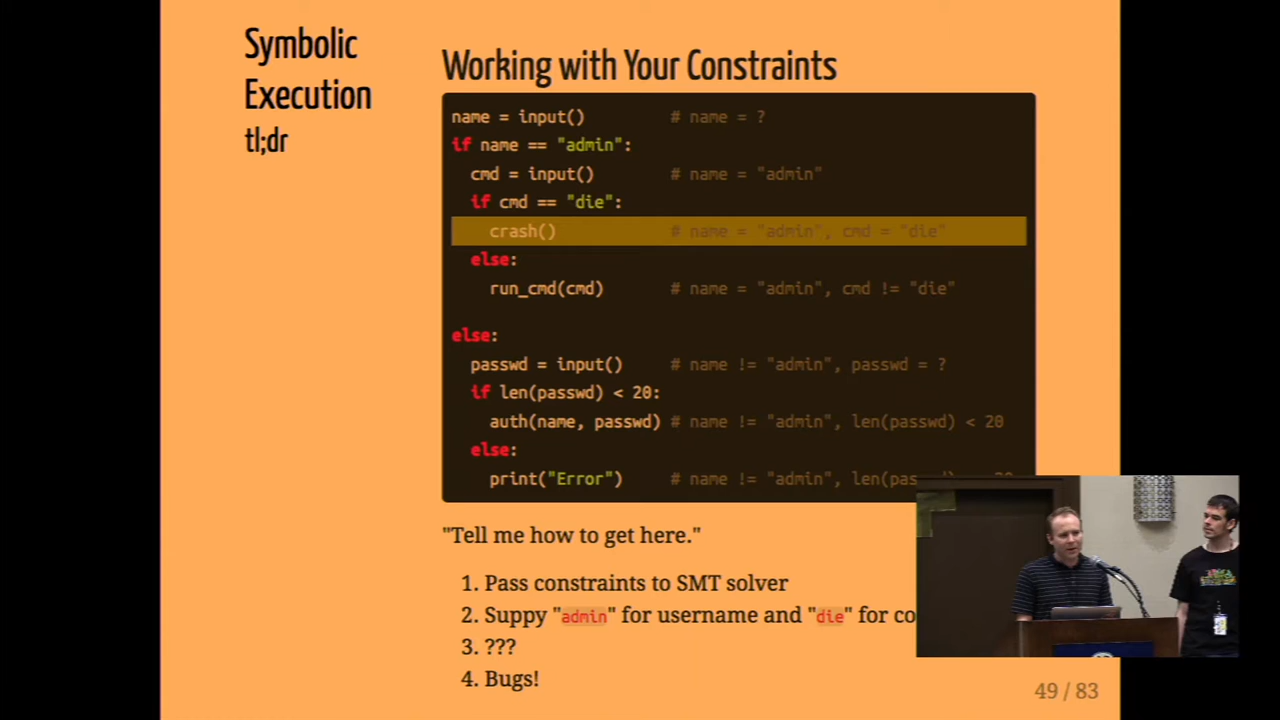 Symbolic
Execution
tl;dr
Working with Your Constraints
name = input() # name = ?
if name == "admin":
cmd = input() # name = "admin"
if cmd == "die":
crash() # name = "admin", cmd = "die"
else:
run_cmd(cmd) # name = "admin", cmd != "die"
else:
passwd = input() # name != "admin", passwd = ?
if len(passwd) < 20:
auth(name, passwd) # name != "admin", len(passwd) < 20
else:
print("Error") # name != "admin", len(pas
"Tell me how to get here."
1. Pass constraints to SMT solver
2. Suppy "admin" for username and "die" for co
3. ???
4. Bugs!
49 / 83